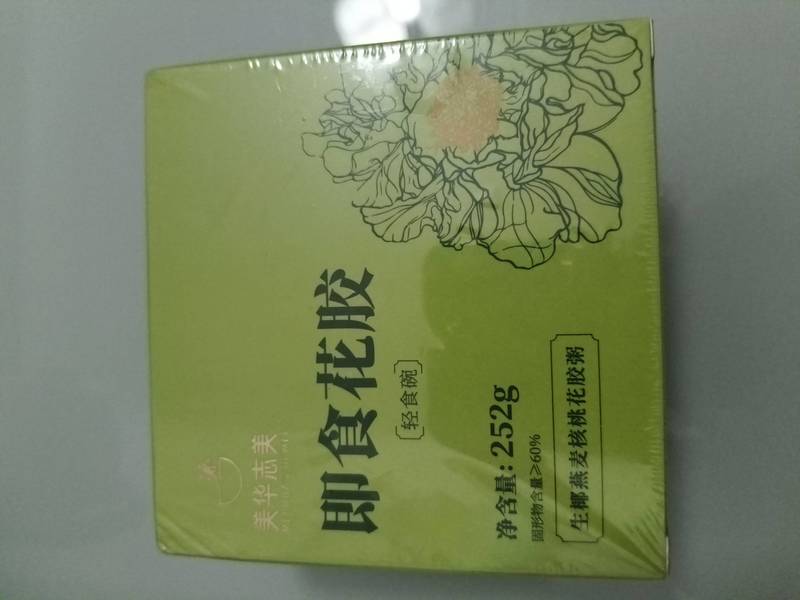 美华志美
即食花胶
轻食碗
净含量: 252g
固形物含量≥60%
生椰燕麦核桃花胶粥